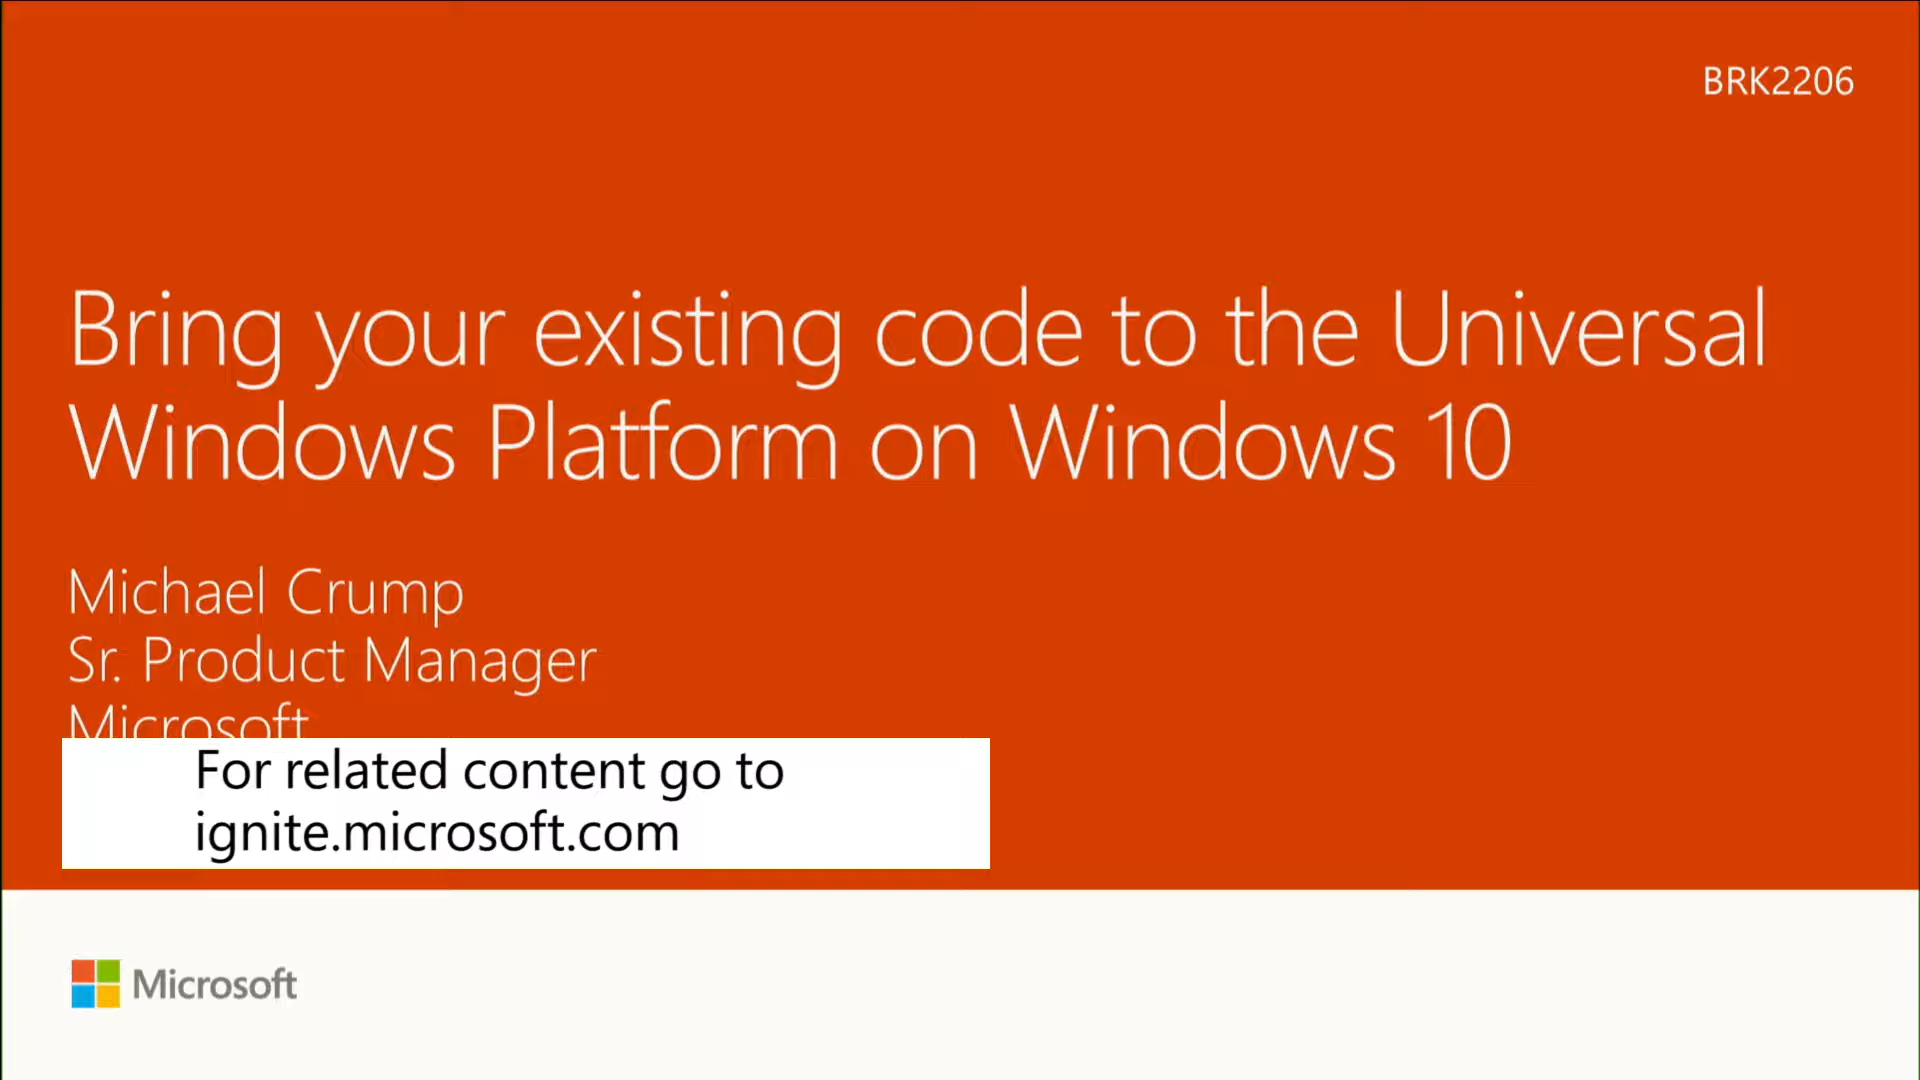 BRK2206
Bring your existing code to the Universal
Windows Platform on Windows 10
Michael Crump
Sr. Product Manager
Microsoft
For related content go to
ignite.microsoft.com
Microsoft